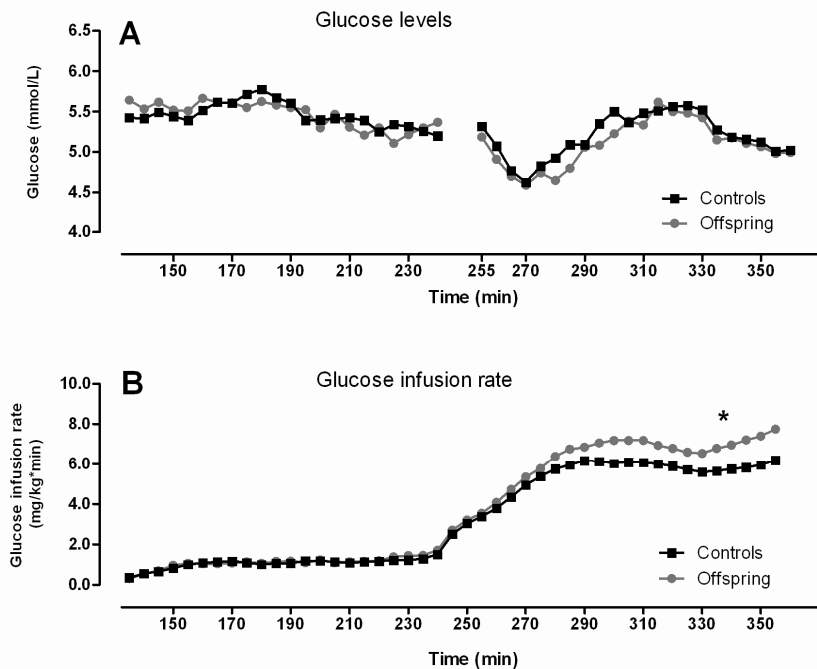 A
Glucose levels
Glucose (mmol/L)
6.5
6.0
5.5
5.0
4.5
4.0
Controls
Offspring
150 170 190 210 230 255 270 290 310 330 350
Time (min)
B
Glucose infusion rate
Glucose infusion rate
(mg/kg*min)
10.0
8.0
6.0
4.0
2.0
0.0
*
Controls
Offspring
150 170 190 210 230 250 270 290 310 330 350
Time (min)